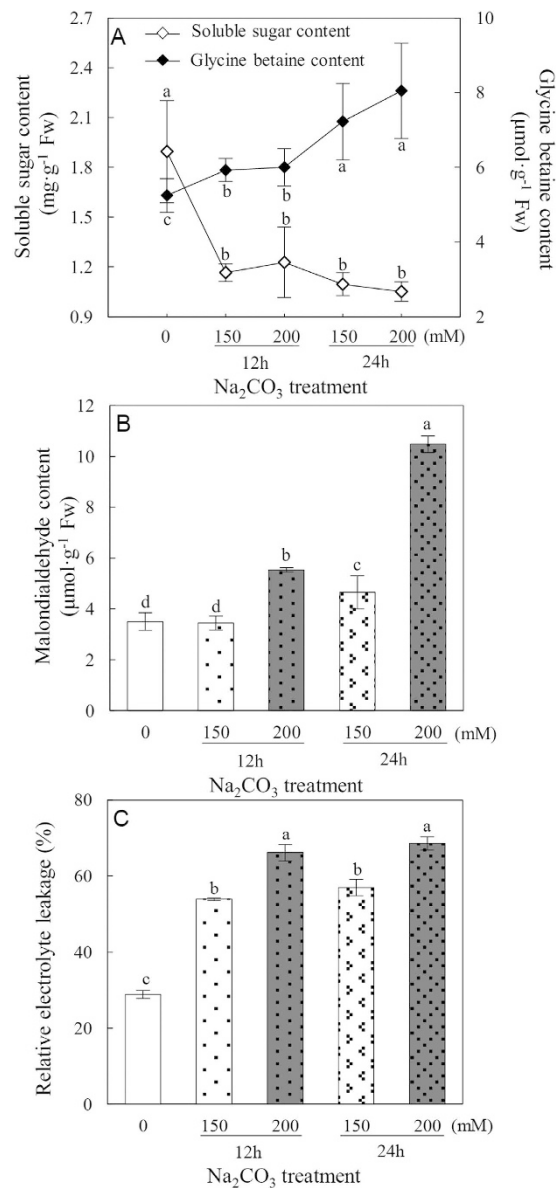 A
Soluble sugar content
Glycine betaine content
Soluble sugar content
(mg·g-1 Fw)
2.7
2.4
2.1
1.8
1.5
1.2
0.9
10
8
6
4
2
Glycine betaine content
(μmol·g-1 Fw)
a
c
b
b
b
b
a
b
a
b
0 150 200 150 200 (mM)
12h 24h
Na2CO3 treatment
B
Malondialdehyde content
(μmol·g-1 Fw)
12
10
8
6
4
2
0
d d b c a
0 150 200 150 200 (mM)
12h 24h
Na2CO3 treatment
C
Relative electrolyte leakage (%)
80
60
40
20
0
c b a b a
0 150 200 150 200 (mM)
12h 24h
Na2CO3 treatment